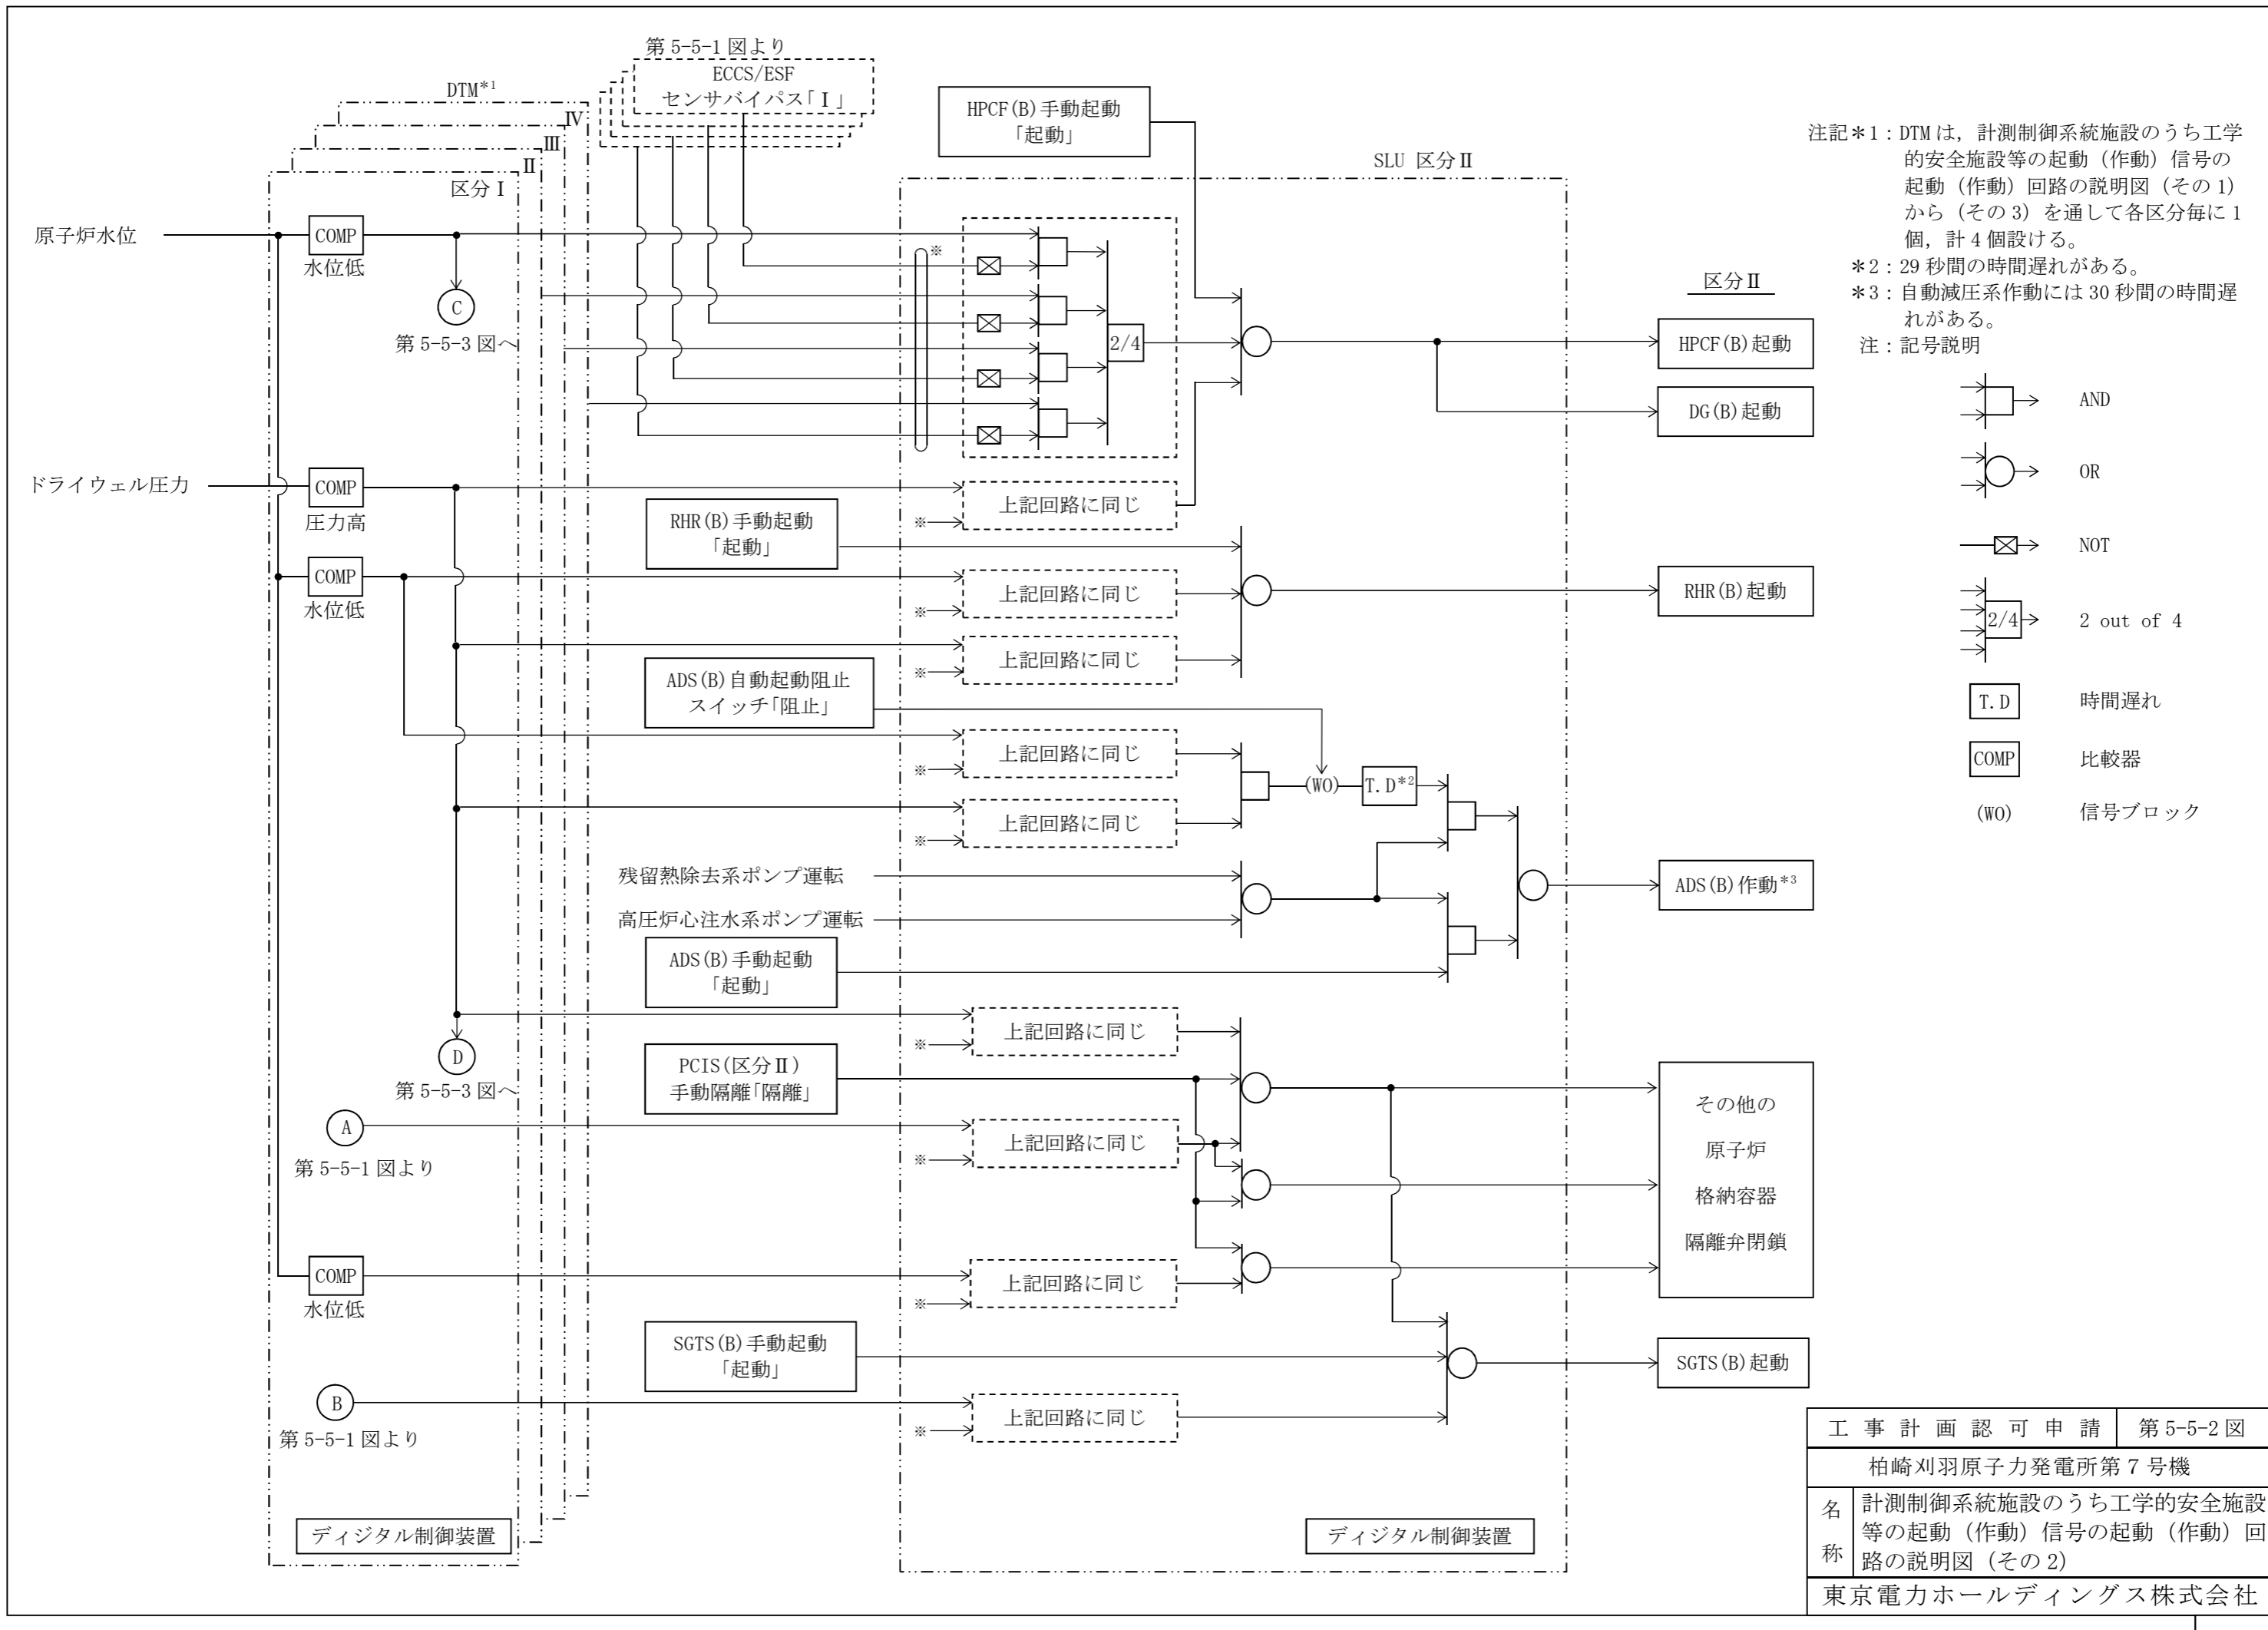 第 5-5-1 図より
ECCS/ESF
センサバイパス｢Ⅰ｣
DTM*1
Ⅳ
Ⅲ
Ⅱ
区分Ⅰ
HPCF(B)手動起動
｢起動｣
SLU 区分Ⅱ
区分Ⅱ
原子炉水位
COMP
水位低
C
第 5-5-3 図へ
※
2/4
HPCF(B)起動
DG(B)起動
ドライウェル圧力
COMP
圧力高
上記回路に同じ
※
RHR(B)手動起動
｢起動｣
COMP
水位低
上記回路に同じ
※
RHR(B)起動
上記回路に同じ
※
ADS(B)自動起動阻止
スイッチ｢阻止｣
上記回路に同じ
※
(WO)
T.D*2
上記回路に同じ
※
残留熱除去系ポンプ運転
高圧炉心注水系ポンプ運転
ADS(B)作動*3
ADS(B)手動起動
｢起動｣
上記回路に同じ
※
D
第 5-5-3 図へ
PCIS(区分Ⅱ)
手動隔離｢隔離｣
A
第 5-5-1 図より
上記回路に同じ
※
その他の
原子炉
格納容器
隔離弁閉鎖
COMP
水位低
上記回路に同じ
※
SGTS(B)手動起動
｢起動｣
SGTS(B)起動
B
第 5-5-1 図より
上記回路に同じ
※
ディジタル制御装置
ディジタル制御装置
注記＊1：DTM は，計測制御系統施設のうち工学
的安全施設等の起動（作動）信号の
起動（作動）回路の説明図（その 1）
から（その 3）を通して各区分毎に 1
個，計 4 個設ける。
＊2：29 秒間の時間遅れがある。
＊3：自動減圧系作動には 30 秒間の時間遅
れがある。
注：記号説明
AND
OR
NOT
2/4
2 out of 4
T.D
時間遅れ
COMP
比較器
(WO)
信号ブロック
工事計画認可申請
第 5-5-2 図
柏崎刈羽原子力発電所第 7 号機
名称
計測制御系統施設のうち工学的安全施設
等の起動（作動）信号の起動（作動）回
路の説明図（その 2）
東京電力ホールディングス株式会社